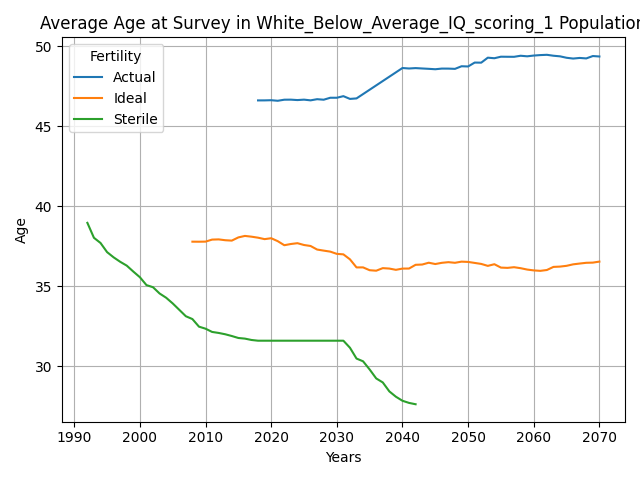 Average Age at Survey in White_Below_Average_IQ_scoring_1 Population
Fertility
Actual
Ideal
Sterile
50
45
40
35
30
Age
1990 2000 2010 2020 2030 2040 2050 2060 2070
Years